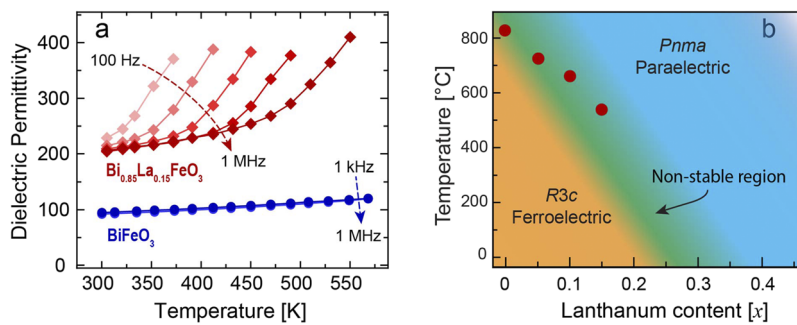 a
400
300
200
100
0
Dielectric Permittivity
100 Hz
1 MHz
Bi0.85La0.15FeO3
1 kHz
BiFeO3
1 MHz
300
350
400
450
500
550
Temperature [K]
b
800
600
400
200
0
Temperature [°C]
Pnma
Paraelectric
Non-stable region
R3c
Ferroelectric
0
0.1
0.2
0.3
0.4
Lanthanum content [x]